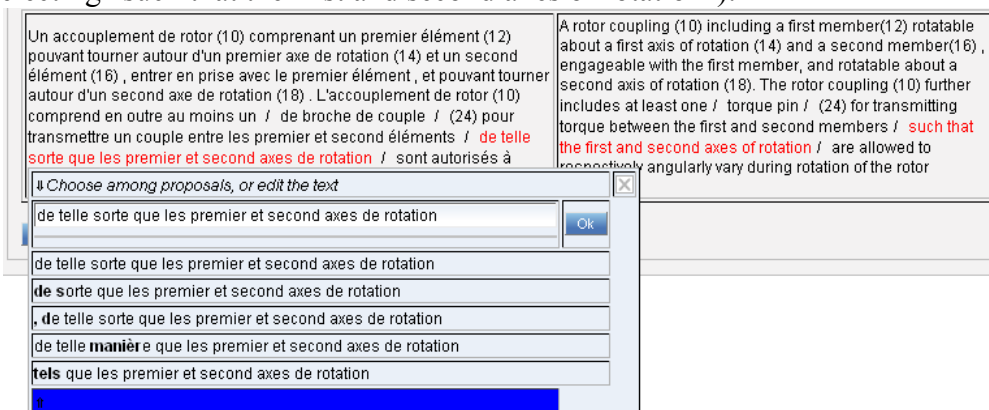 Un accouplement de rotor (10) comprenant un premier élément (12)
pouvant tourner autour d'un premier axe de rotation (14) et un second
élément (16) , entrer en prise avec le premier élément , et pouvant tourner
autour d'un second axe de rotation (18) . L'accouplement de rotor (10)
comprend en outre au moins un / de broche de couple / (24) pour
transmettre un couple entre les premier et second éléments / de telle
sorte que les premier et second axes de rotation / sont autorisés à
A rotor coupling (10) including a first member(12) rotatable
about a first axis of rotation (14) and a second member(16) ,
engageable with the first member, and rotatable about a
second axis of rotation (18). The rotor coupling (10) further
includes at least one / torque pin / (24) for transmitting
torque between the first and second members / such that
the first and second axes of rotation / are allowed to
respectively angularly vary during rotation of the rotor
⇓Choose among proposals, or edit the text
de telle sorte que les premier et second axes de rotation
Ok
de telle sorte que les premier et second axes de rotation
de sorte que les premier et second axes de rotation
, de telle sorte que les premier et second axes de rotation
de telle manière que les premier et second axes de rotation
tels que les premier et second axes de rotation